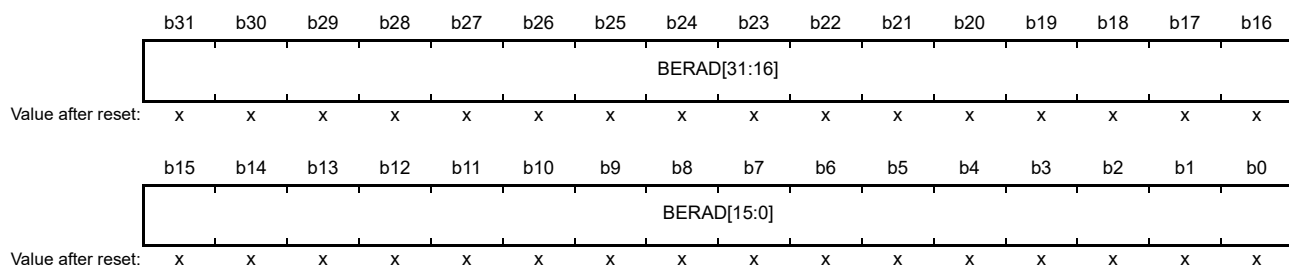 b31 b30 b29 b28 b27 b26 b25 b24 b23 b22 b21 b20 b19 b18 b17 b16
BERAD[31:16]
Value after reset: x x x x x x x x x x x x x x x x
b15 b14 b13 b12 b11 b10 b9 b8 b7 b6 b5 b4 b3 b2 b1 b0
BERAD[15:0]
Value after reset: x x x x x x x x x x x x x x x x